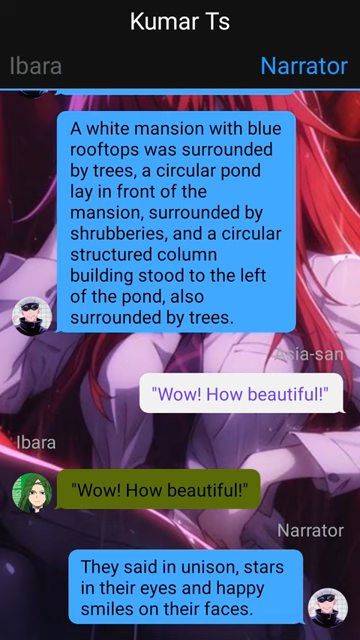 Kumar Ts
Ibara
Narrator
A white mansion with blue
rooftops was surrounded
by trees, a circular pond
lay in front of the
mansion, surrounded by
shrubberies, and a circular
structured column
building stood to the left
of the pond, also
surrounded by trees.
Asia-san
"Wow! How beautiful!"
Ibara
"Wow! How beautiful!"
Narrator
They said in unison, stars
in their eyes and happy
smiles on their faces.